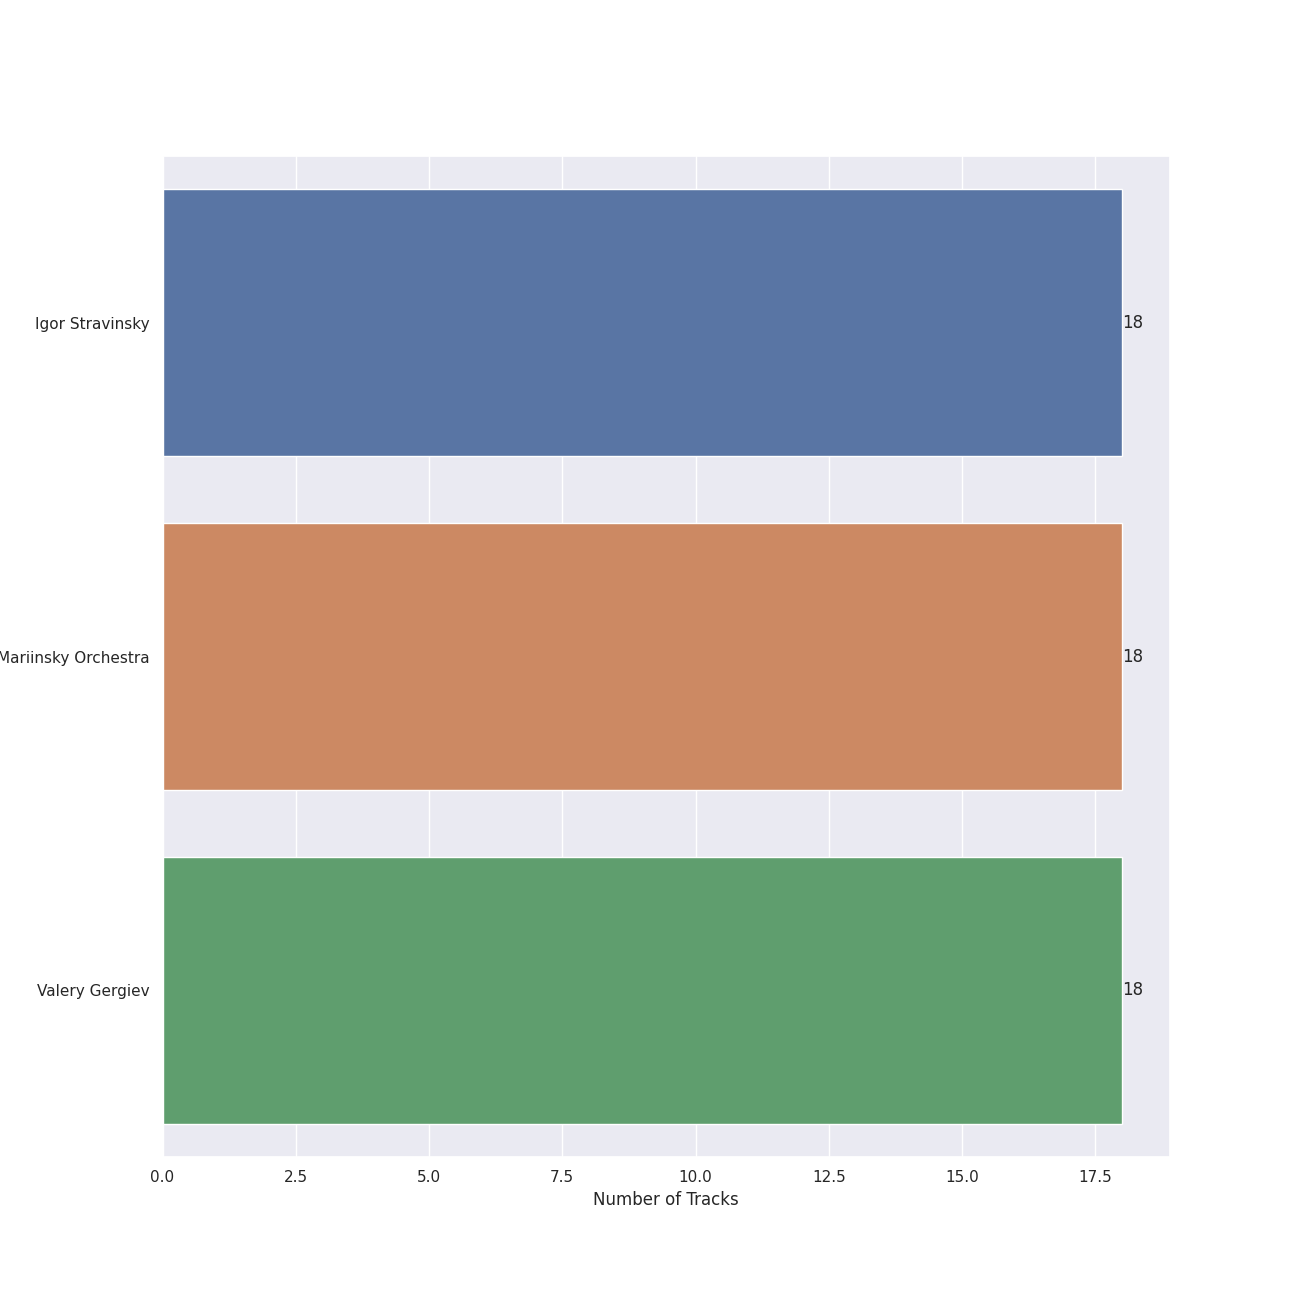 Igor Stravinsky
18
Mariinsky Orchestra
18
Valery Gergiev
18
0.0 2.5 5.0 7.5 10.0 12.5 15.0 17.5
Number of Tracks